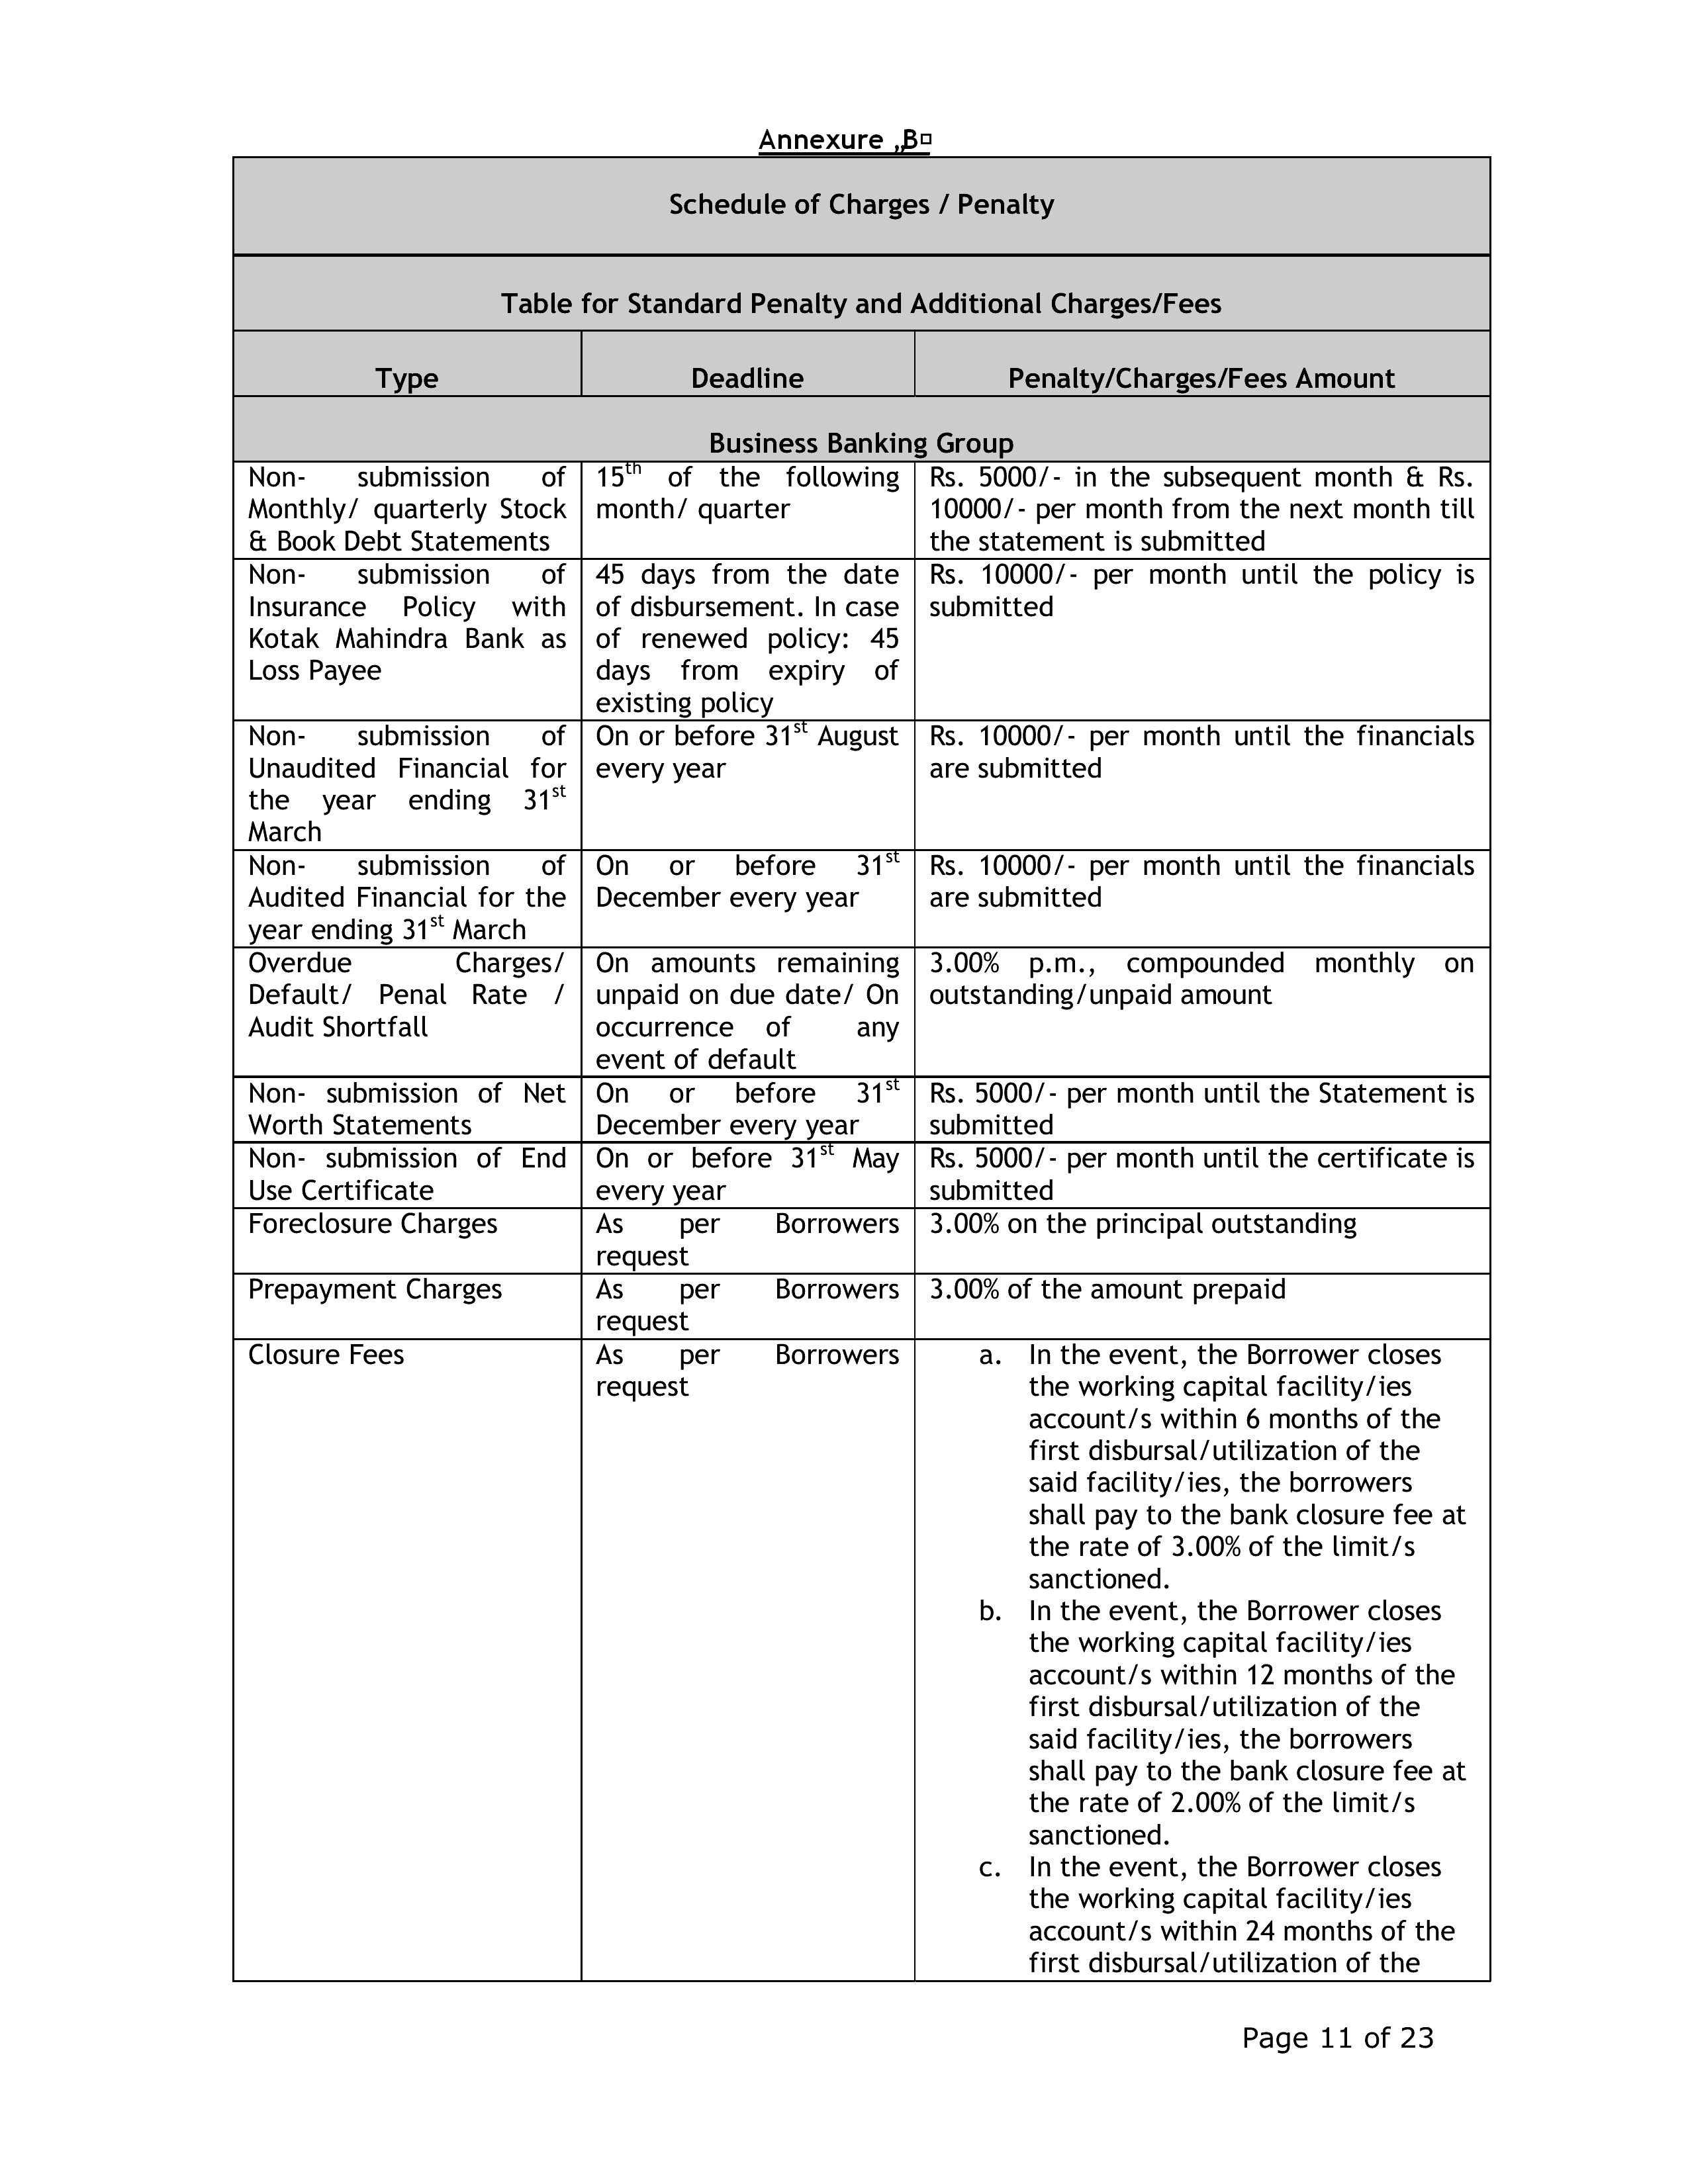 Annexure „B
Schedule of Charges / Penalty
Table for Standard Penalty and Additional Charges/Fees
Type
Deadline
Penalty/Charges/Fees Amount
Business Banking Group
Non- submission of
Monthly/ quarterly Stock
& Book Debt Statements
15th of the following
month/ quarter
Rs. 5000/- in the subsequent month & Rs.
10000/- per month from the next month till
the statement is submitted
Non- submission of
Insurance Policy with
Kotak Mahindra Bank as
Loss Payee
45 days from the date
of disbursement. In case
of renewed policy: 45
days from expiry of
existing policy
Rs. 10000/- per month until the policy is
submitted
Non- submission of
Unaudited Financial for
the year ending 31st
March
On or before 31st August
every year
Rs. 10000/- per month until the financials
are submitted
Non- submission of
Audited Financial for the
year ending 31st March
On or before 31st
December every year
Rs. 10000/- per month until the financials
are submitted
Overdue Charges/
Default/ Penal Rate /
Audit Shortfall
On amounts remaining
unpaid on due date/ On
occurrence of any
event of default
3.00% p.m., compounded monthly on
outstanding/unpaid amount
Non- submission of Net
Worth Statements
On or before 31st
December every year
Rs. 5000/- per month until the Statement is
submitted
Non- submission of End
Use Certificate
On or before 31st May
every year
Rs. 5000/- per month until the certificate is
submitted
Foreclosure Charges
As per Borrowers
request
3.00% on the principal outstanding
Prepayment Charges
As per Borrowers
request
3.00% of the amount prepaid
Closure Fees
As per Borrowers
request
a. In the event, the Borrower closes
the working capital facility/ies
account/s within 6 months of the
first disbursal/utilization of the
said facility/ies, the borrowers
shall pay to the bank closure fee at
the rate of 3.00% of the limit/s
sanctioned.
b. In the event, the Borrower closes
the working capital facility/ies
account/s within 12 months of the
first disbursal/utilization of the
said facility/ies, the borrowers
shall pay to the bank closure fee at
the rate of 2.00% of the limit/s
sanctioned.
c. In the event, the Borrower closes
the working capital facility/ies
account/s within 24 months of the
first disbursal/utilization of the
Page 11 of 23